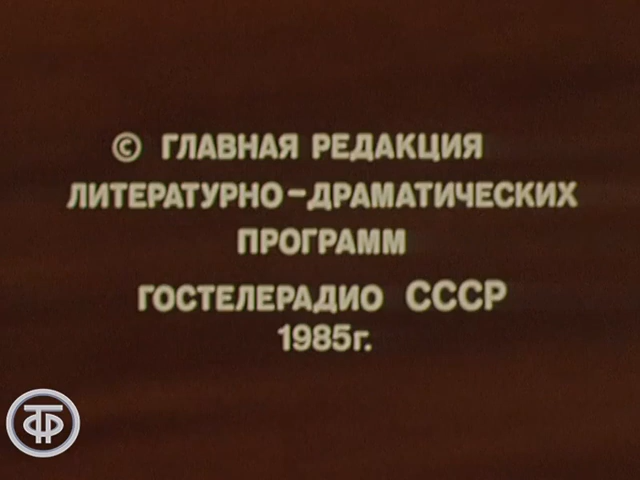 © ГЛАВНАЯ РЕДАКЦИЯ
ЛИТЕРАТУРНО-ДРАМАТИЧЕСКИХ
ПРОГРАММ
ГОСТЕЛЕРАДИО СССР
1985г.